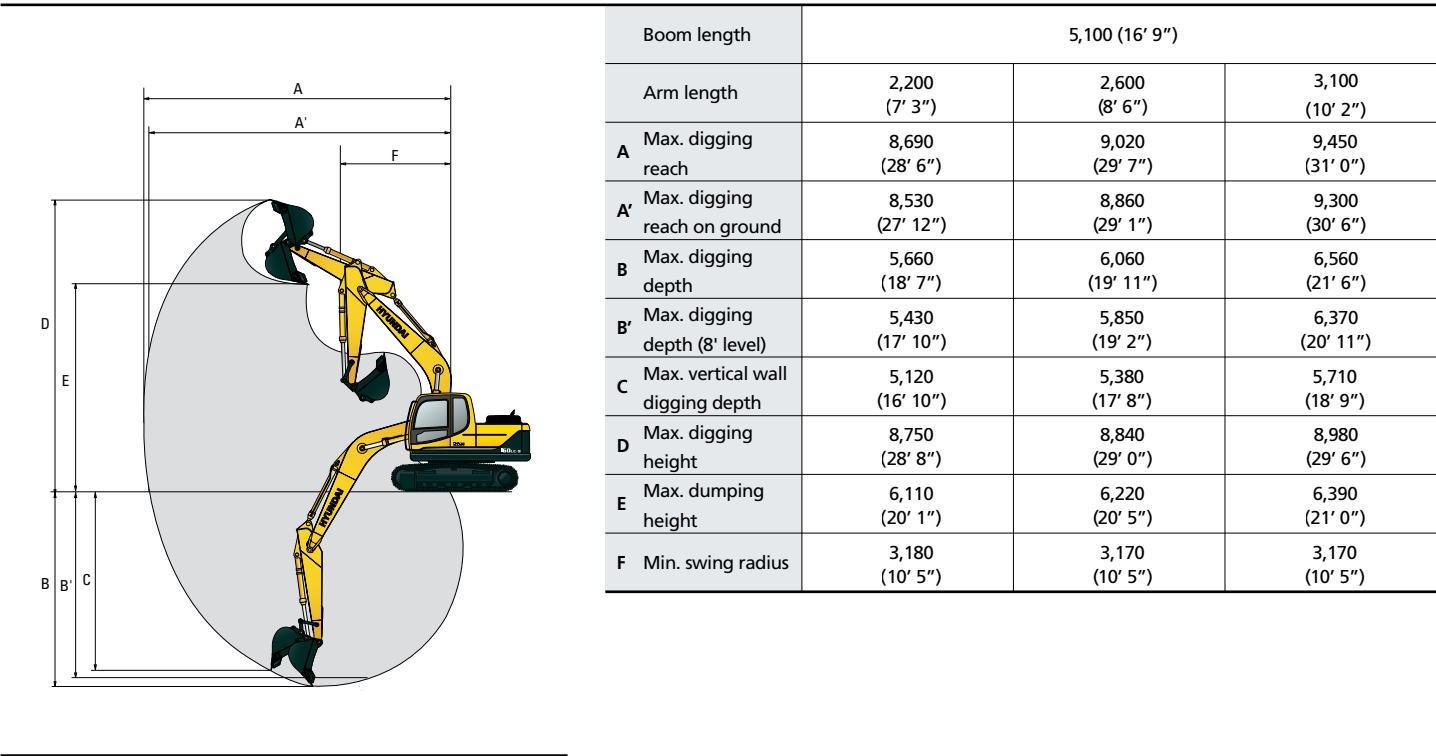 A
A'
F
D
E
B
B'
C
HYUNDAI
HYUNDAI
Boom length 5,100 (16’ 9”)
Arm length 2,200 2,600 3,100
(7’ 3”) (8’ 6”) (10’ 2”)
A Max. digging reach 8,690 9,020 9,450
(28’ 6”) (29’ 7”) (31’ 0”)
A’ Max. digging reach on ground 8,530 8,860 9,300
(27’ 12”) (29’ 1”) (30’ 6”)
B Max. digging depth 5,660 6,060 6,560
(18’ 7”) (19’ 11”) (21’ 6”)
B’ Max. digging depth (8' level) 5,430 5,850 6,370
(17’ 10”) (19’ 2”) (20’ 11”)
C Max. vertical wall digging depth 5,120 5,380 5,710
(16’ 10”) (17’ 8”) (18’ 9”)
D Max. digging height 8,750 8,840 8,980
(28’ 8”) (29’ 0”) (29’ 6”)
E Max. dumping height 6,110 6,220 6,390
(20’ 1”) (20’ 5”) (21’ 0”)
F Min. swing radius 3,180 3,170 3,170
(10’ 5”) (10’ 5”) (10’ 5”)